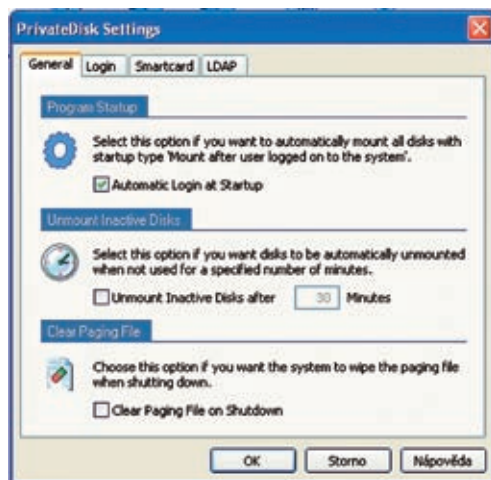 PrivateDisk Settings
General Login Smartcard LDAP
Program Startup
Select this option if you want to automatically mount all disks with
startup type 'Mount after user logged on to the system'.
Automatic Login at Startup
Unmount Inactive Disks
Select this option if you want disks to be automatically unmounted
when not used for a specified number of minutes.
Unmount Inactive Disks after 30 Minutes
Clear Paging File
Choose this option if you want the system to wipe the paging file
when shutting down.
Clear Paging File on Shutdown
OK Storno Nápověda